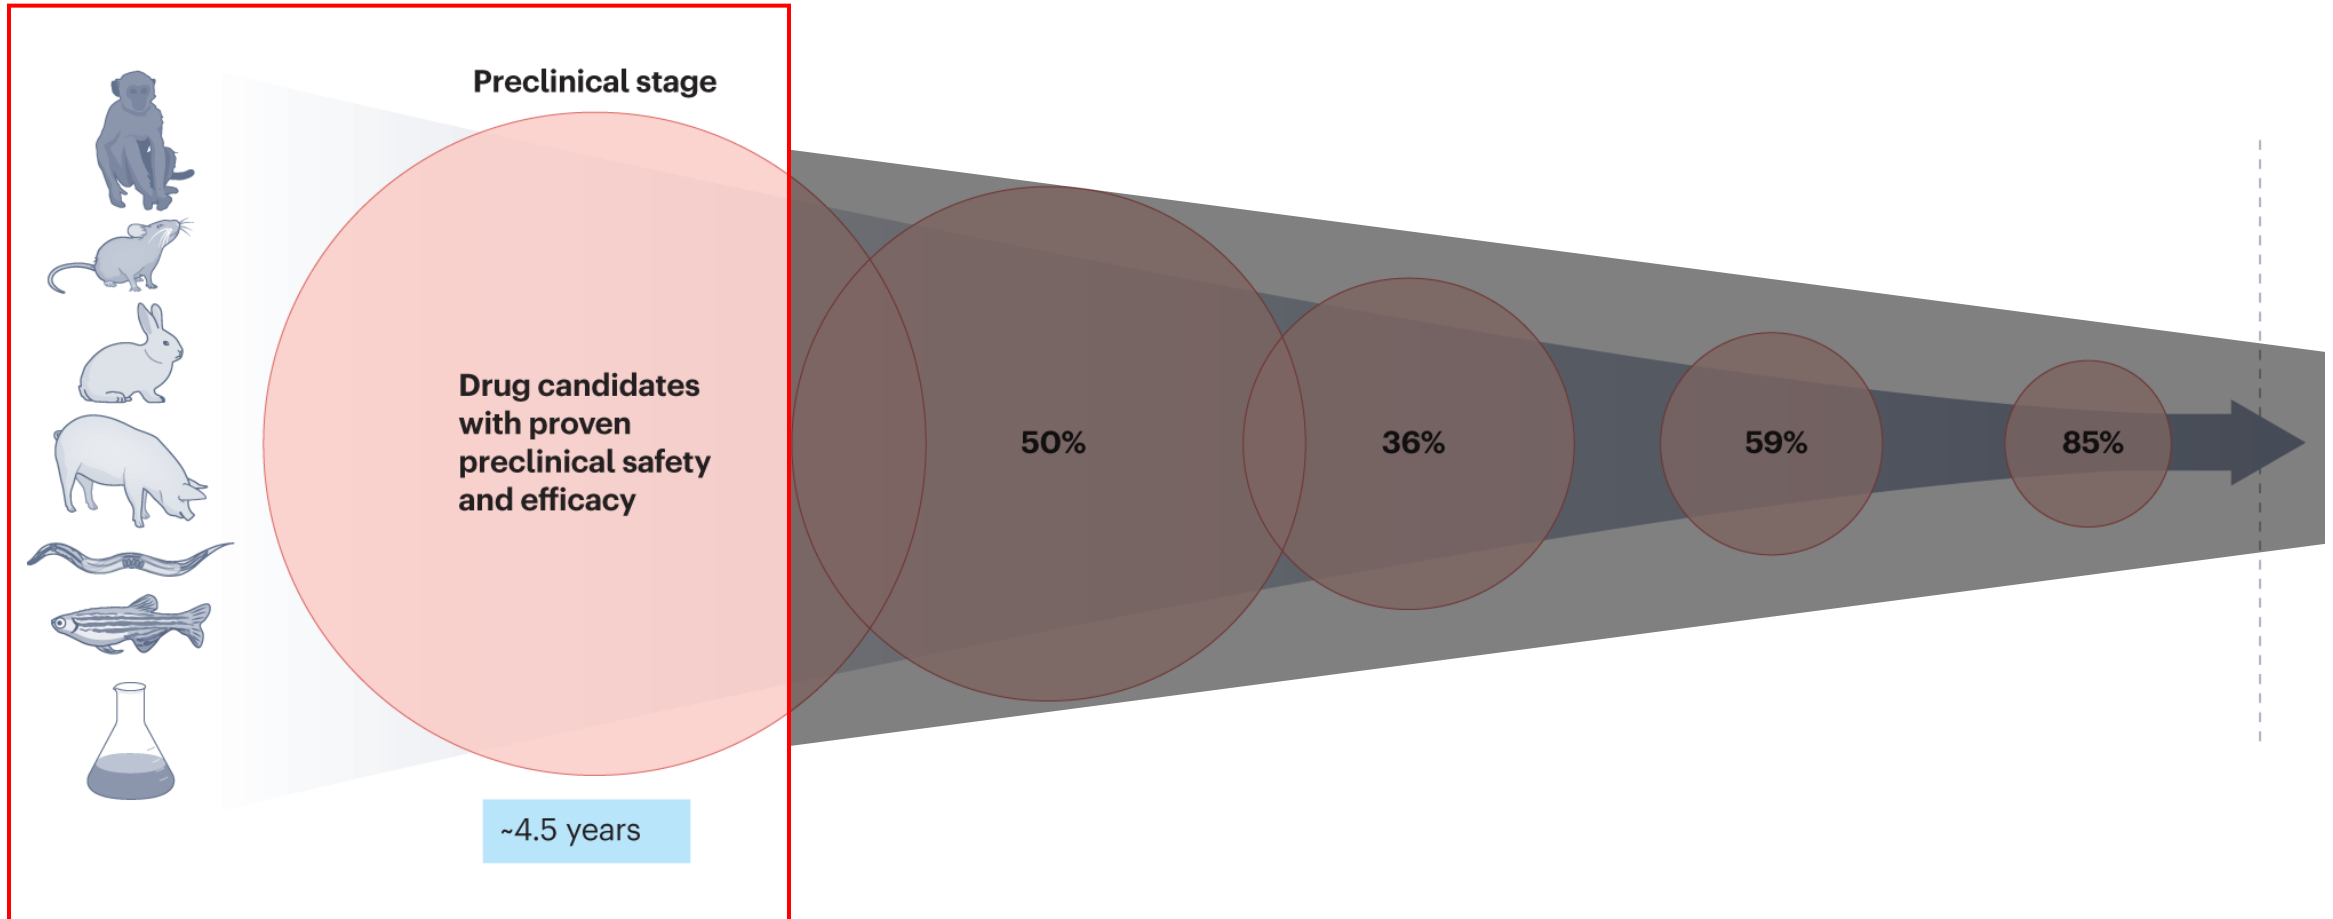 Preclinical stage
Drug candidates
with proven
preclinical safety
and efficacy
50%
36%
59%
85%
~4.5 years